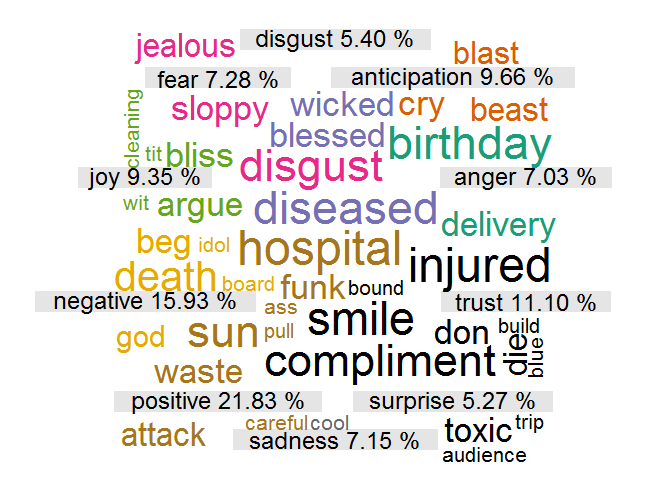 jealous
disgust 5.40 %
blast
fear 7.28 %
anticipation 9.66 %
cleaning
sloppy
wicked
cry
beast
tit
bliss
blessed
disgust
birthday
joy 9.35 %
anger 7.03 %
wit
argue
diseased
delivery
beg
idol
hospital
injured
death
board
funk
bound
negative 15.93 %
trust 11.10 %
ass
smile
god
sun
pull
don
build
die
blue
waste
compliment
positive 21.83 %
surprise 5.27 %
attack
careful
cool
sadness 7.15 %
toxic
trip
audience